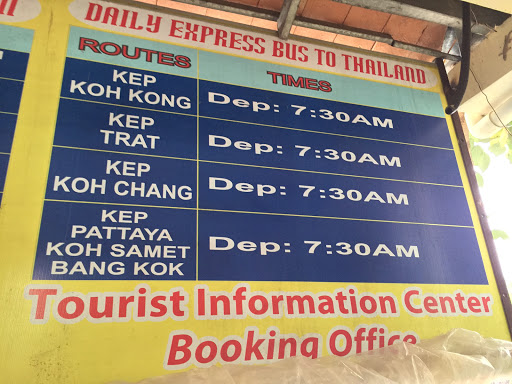 DAILY EXPRESS BUS TO THAILAND
ROUTES TIMES
KEP
KOH KONG
Dep: 7:30AM
KEP
TRAT
Dep: 7:30AM
KEP
KOH CHANG
Dep: 7:30AM
KEP
PATTAYA
KOH SAMET
BANG KOK
Dep: 7:30AM
Tourist Information Center
Booking Office